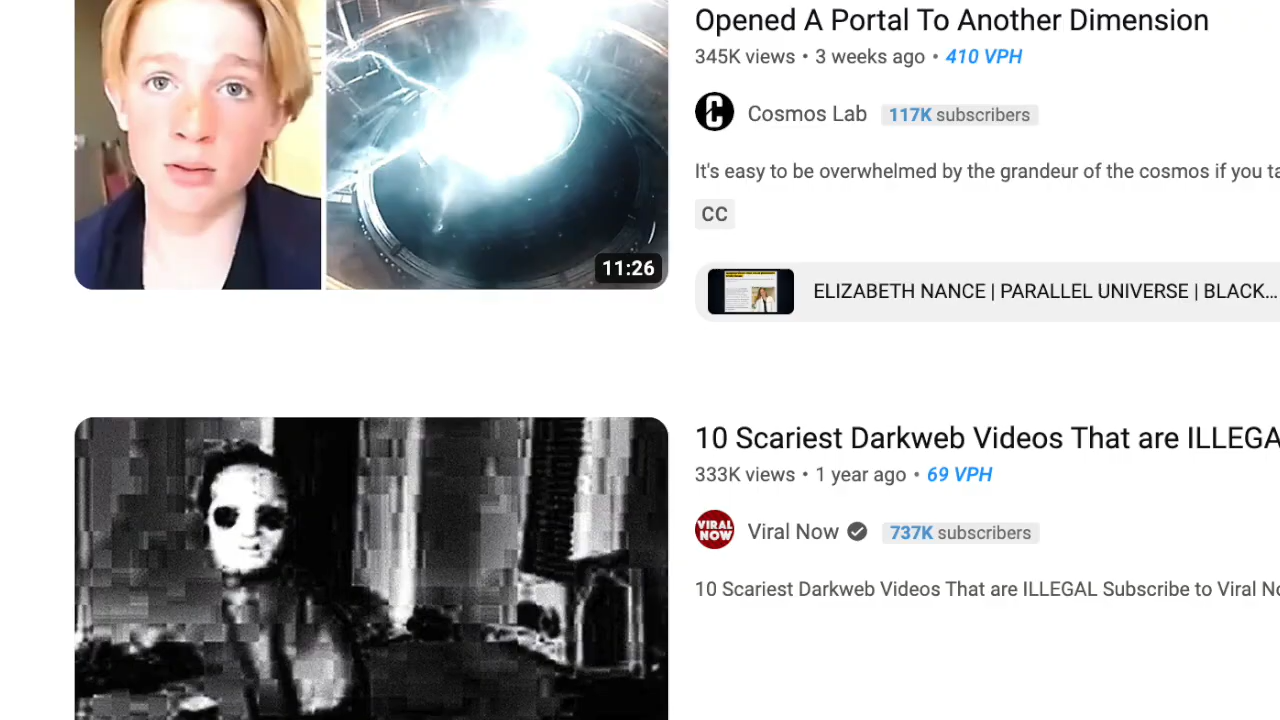 Opened A Portal To Another Dimension
345K views • 3 weeks ago • 410 VPH
Cosmos Lab 117K subscribers
It's easy to be overwhelmed by the grandeur of the cosmos if you ta
CC
11:26
ELIZABETH NANCE | PARALLEL UNIVERSE | BLACK...
10 Scariest Darkweb Videos That are ILLEGA
333K views • 1 year ago • 69 VPH
VIRAL NOW
Viral Now 737K subscribers
10 Scariest Darkweb Videos That are ILLEGAL Subscribe to Viral No